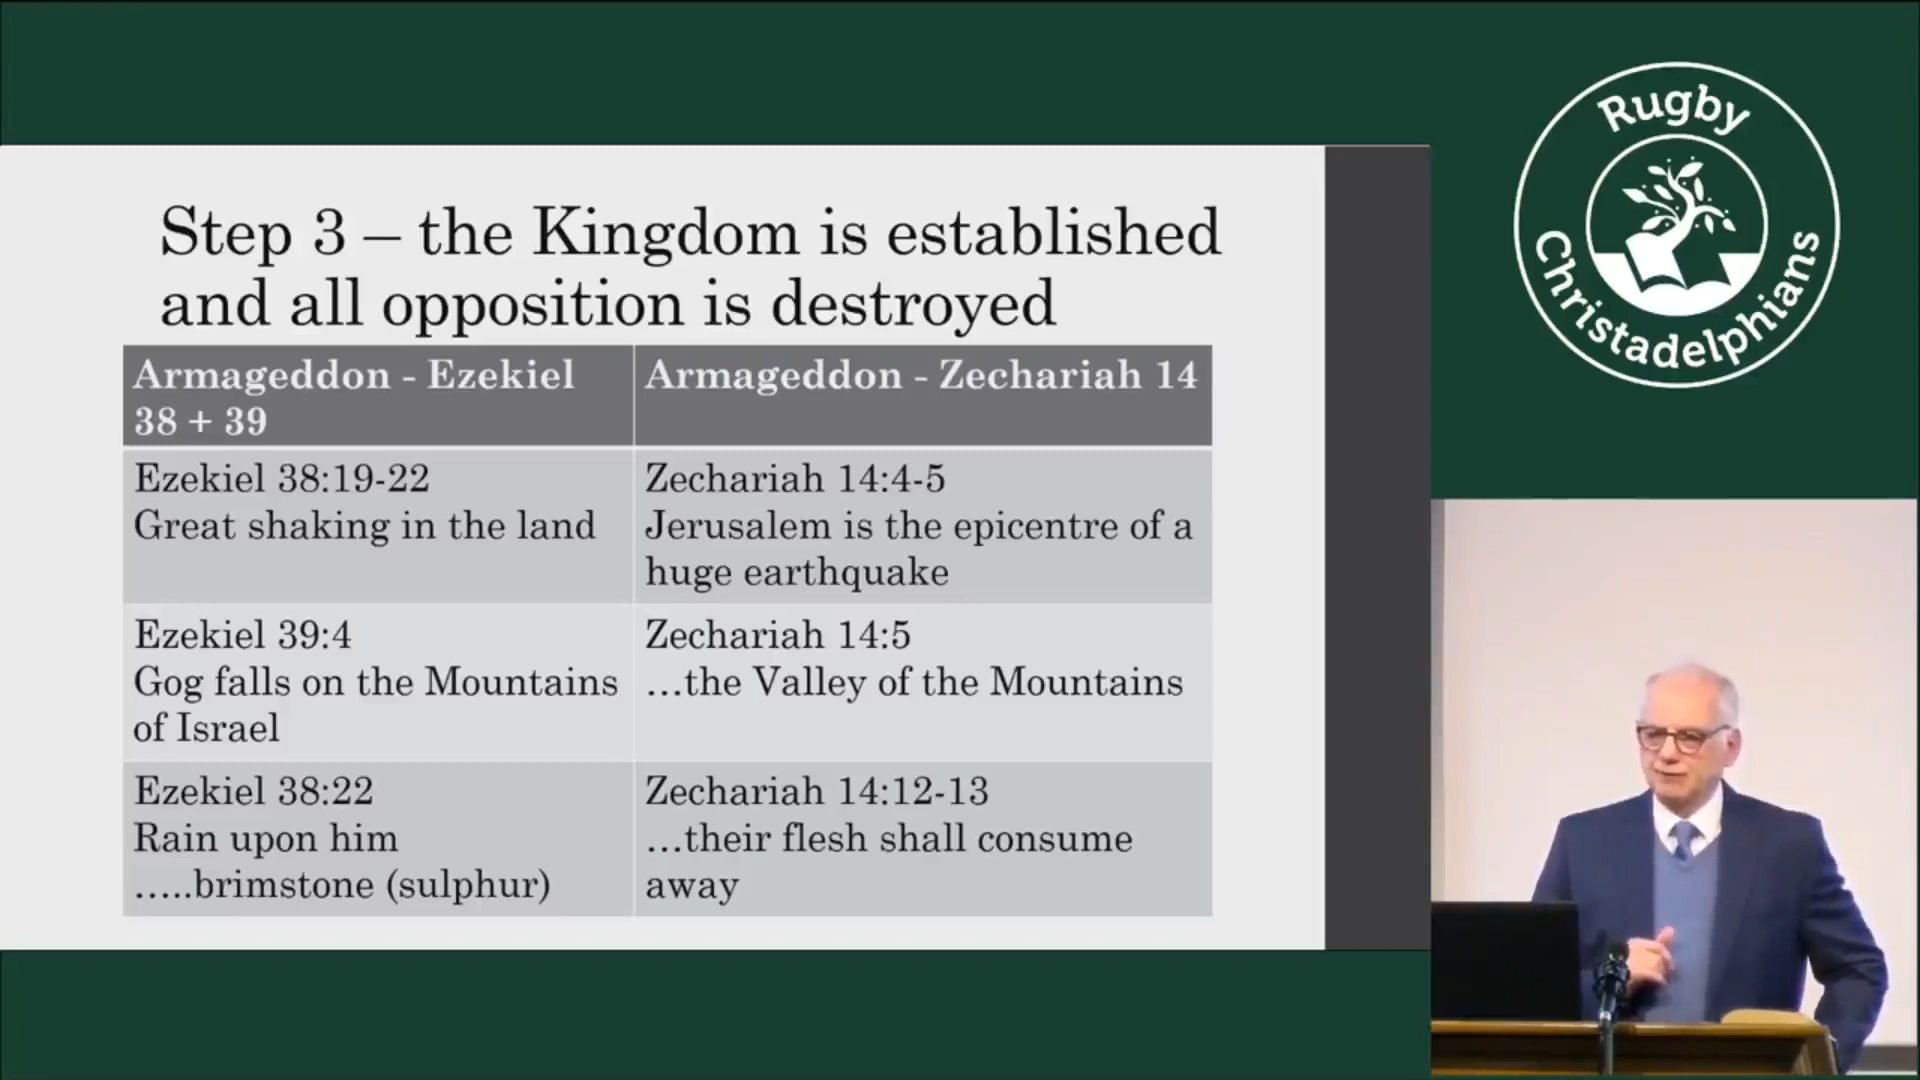 Step 3 – the Kingdom is established
and all opposition is destroyed
Armageddon - Ezekiel
38 + 39
Armageddon - Zechariah 14
Ezekiel 38:19-22
Great shaking in the land
Zechariah 14:4-5
Jerusalem is the epicentre of a
huge earthquake
Ezekiel 39:4
Gog falls on the Mountains
of Israel
Zechariah 14:5
…the Valley of the Mountains
Ezekiel 38:22
Rain upon him
…..brimstone (sulphur)
Zechariah 14:12-13
…their flesh shall consume
away
Rugby
Christadelphians